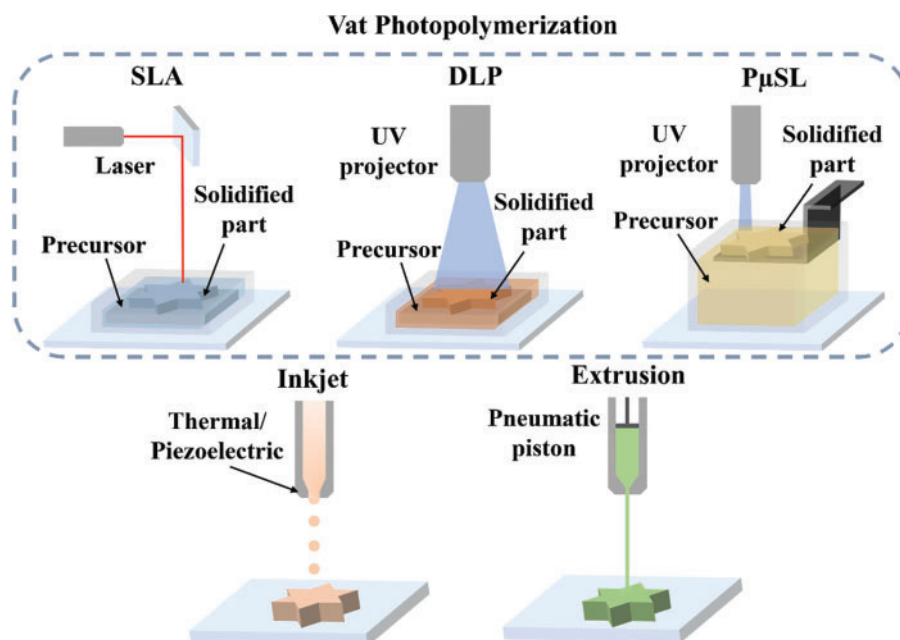 Vat Photopolymerization
SLA
Laser
Solidified
part
Precursor
DLP
UV
projector
Solidified
part
Precursor
PμSL
UV
projector
Solidified
part
Precursor
Inkjet
Thermal/
Piezoelectric
Extrusion
Pneumatic
piston